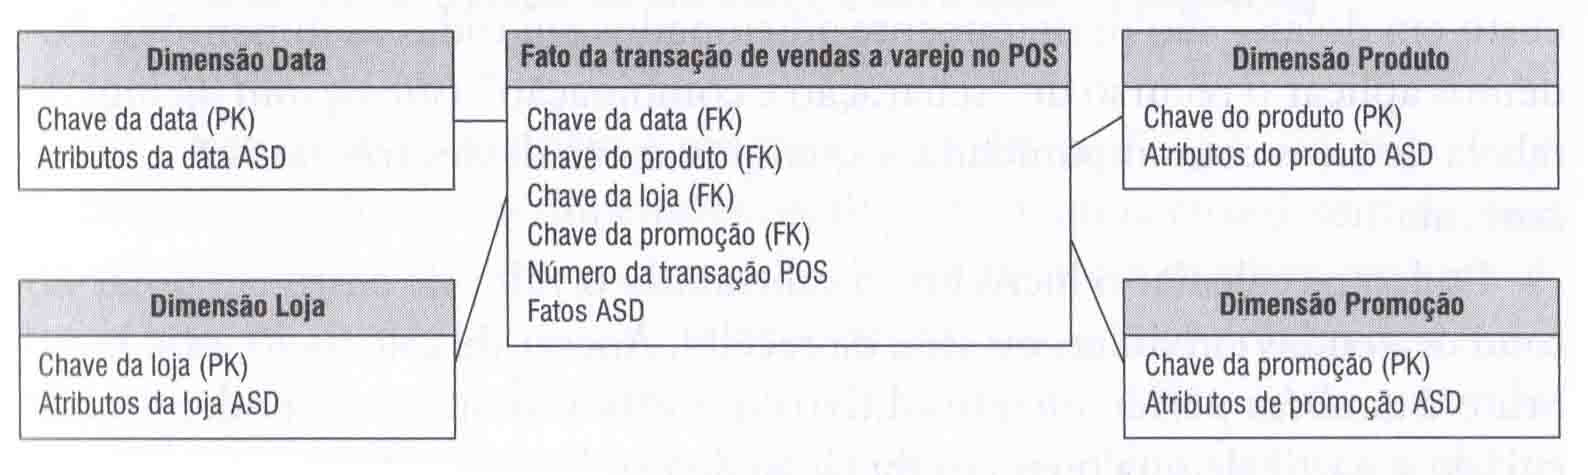 Dimensão Data
Chave da data (PK)
Atributos da data ASD
Fato da transação de vendas a varejo no POS
Chave da data (FK)
Chave do produto (FK)
Chave da loja (FK)
Chave da promoção (FK)
Número da transação POS
Fatos ASD
Dimensão Produto
Chave do produto (PK)
Atributos do produto ASD
Dimensão Loja
Chave da loja (PK)
Atributos da loja ASD
Dimensão Promoção
Chave da promoção (PK)
Atributos de promoção ASD